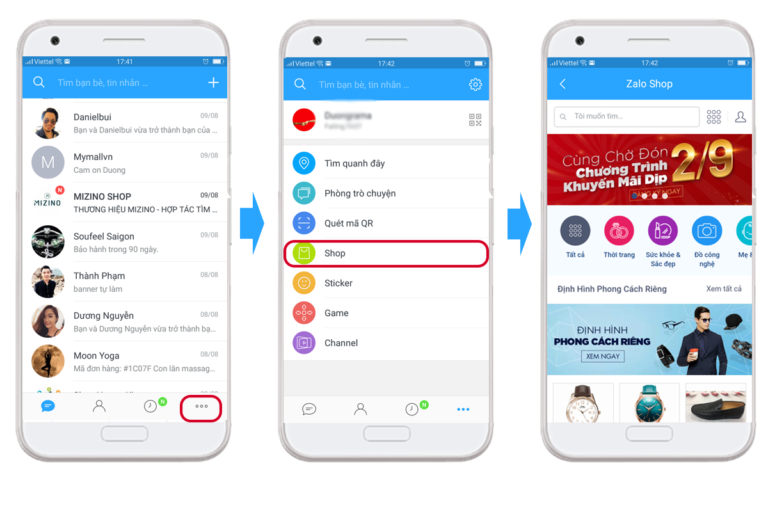 Viettel
17:41
Tìm bạn bè, tin nhắn ...
Danielbui
09/08
Bạn và Danielbui vừa trở thành bạn của ...
M
Mymallvn
09/08
Cam on Duong
MIZINO
N
MIZINO SHOP
09/08
THƯƠNG HIỆU MIZINO - HỢP TÁC TÌM ...
Soufeel Saigon
09/08
Bảo hành trong 90 ngày.
Thành Phạm
08/08
banner tự làm
Dương Nguyễn
08/08
Bạn và Dương Nguyễn vừa trở thành bạ...
Moon Yoga
08/08
Mã đơn hàng: #1C07F Con lăn massag...
N
Viettel
17:42
Tìm bạn bè, tin nhắn ...
Tìm quanh đây
Phòng trò chuyện
Quét mã QR
Shop
Sticker
Game
Channel
N
Viettel
17:42
Zalo Shop
Tôi muốn tìm...
Cùng Chờ Đón
Chương Trình
Khuyến Mãi Dịp
2/9
Tất cả
Thời trang
Sức khỏe &
Sắc đẹp
Đồ công
nghệ
Mẹ &
Định Hình Phong Cách Riêng
Xem tất cả
ĐỊNH HÌNH
PHONG CÁCH RIÊNG
XEM NGAY